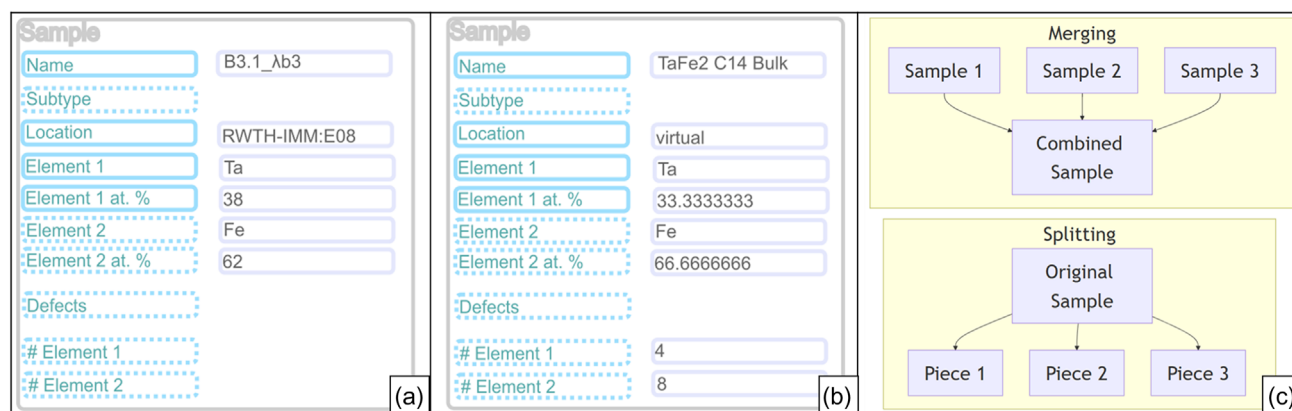 Sample
Name B3.1_λb3
Subtype
Location RWTH-IMM:E08
Element 1 Ta
Element 1 at. % 38
Element 2 Fe
Element 2 at. % 62
Defects
# Element 1
# Element 2
(a)
Sample
Name TaFe2 C14 Bulk
Subtype
Location virtual
Element 1 Ta
Element 1 at. % 33.3333333
Element 2 Fe
Element 2 at. % 66.6666666
Defects
# Element 1 4
# Element 2 8
(b)
Merging
Sample 1 Sample 2 Sample 3
Combined
Sample
Splitting
Original
Sample
Piece 1 Piece 2 Piece 3
(c)